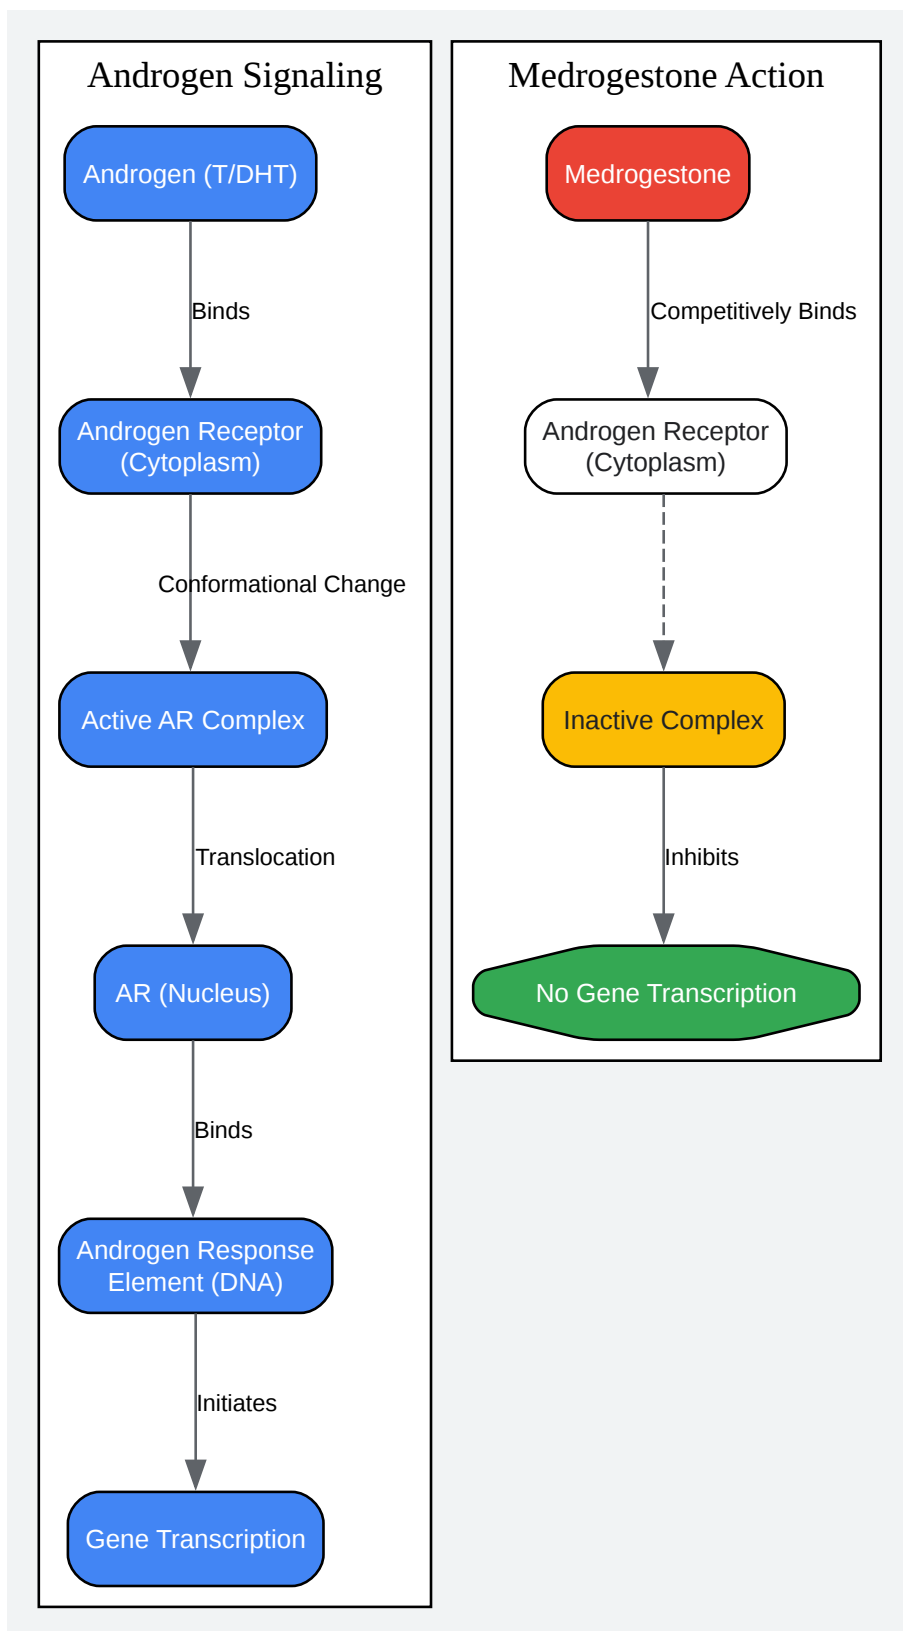 Androgen Signaling
Androgen (T/DHT)
Binds
Androgen Receptor
(Cytoplasm)
Conformational Change
Active AR Complex
Translocation
AR (Nucleus)
Binds
Androgen Response
Element (DNA)
Initiates
Gene Transcription
Medrogestone Action
Medrogestone
Competitively Binds
Androgen Receptor
(Cytoplasm)
Inactive Complex
Inhibits
No Gene Transcription